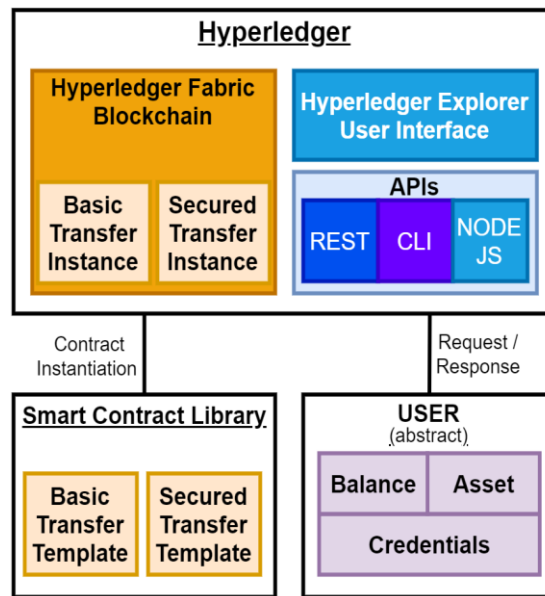 Hyperledger
Hyperledger Fabric
Blockchain
Basic
Transfer
Instance
Secured
Transfer
Instance
Hyperledger Explorer
User Interface
APIs
REST
CLI
NODE
JS
Contract
Instantiation
Request /
Response
Smart Contract Library
Basic
Transfer
Template
Secured
Transfer
Template
USER
(abstract)
Balance
Asset
Credentials